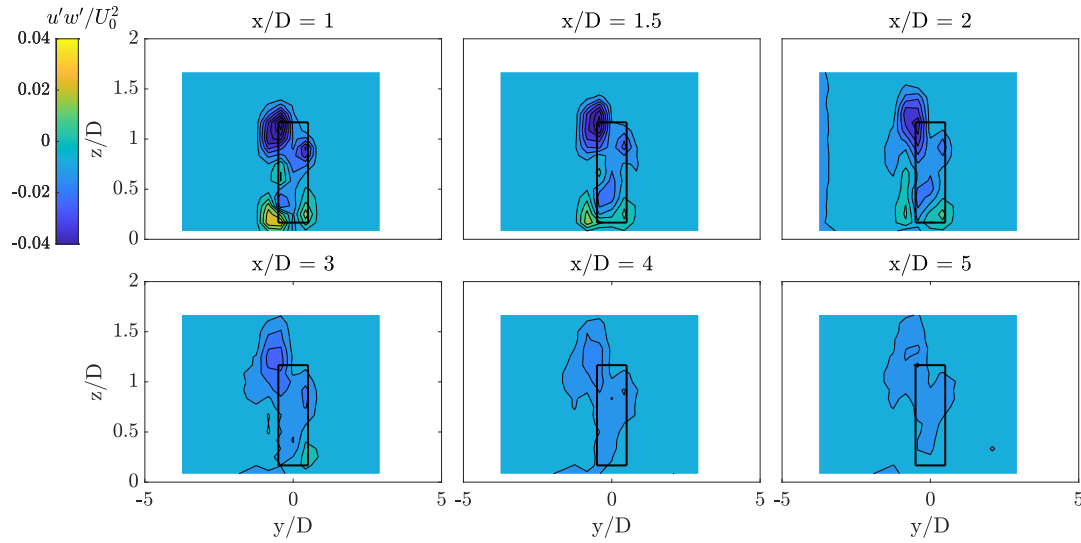 u'w'/U₀²
x/D = 1
x/D = 1.5
x/D = 2
0.04
0.02
0
-0.02
-0.04
z/D
2
1.5
1
0.5
0
x/D = 3
x/D = 4
x/D = 5
z/D
2
1.5
1
0.5
0
-5
0
5
-5
0
5
-5
0
5
y/D
y/D
y/D